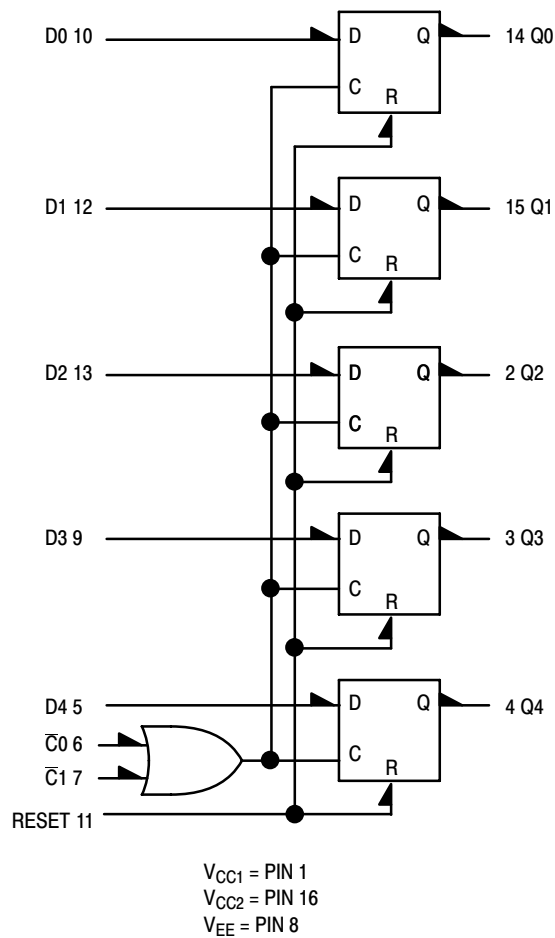 D0 10
D
Q
14 Q0
C
R
D1 12
D
Q
15 Q1
C
R
D2 13
D
Q
2 Q2
C
R
D3 9
D
Q
3 Q3
C
R
D4 5
D
Q
4 Q4
C̅0 6
C
C̅1 7
R
RESET 11
VCC1 = PIN 1
VCC2 = PIN 16
VEE = PIN 8